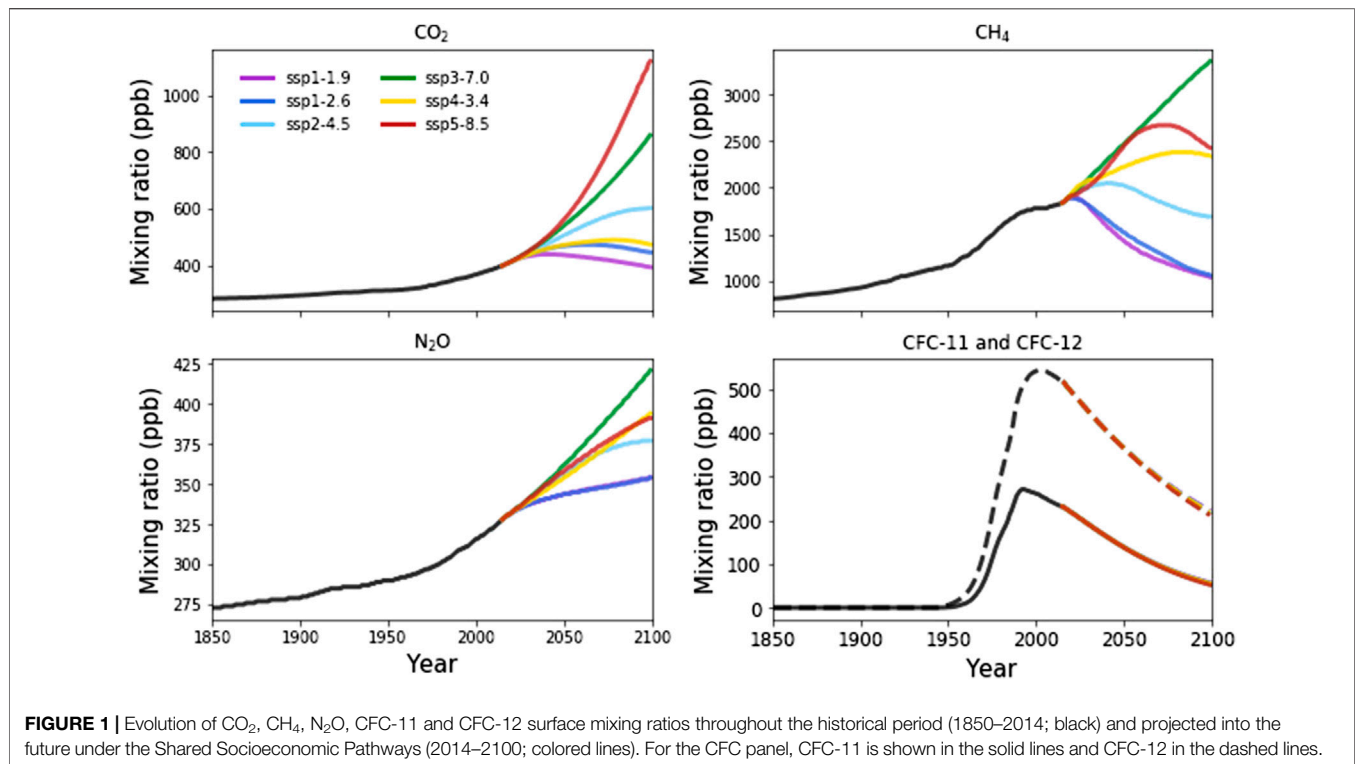 CO₂
CH₄
Mixing ratio (ppb)
1000
800
600
400
ssp1-1.9
ssp1-2.6
ssp2-4.5
ssp3-7.0
ssp4-3.4
ssp5-8.5
Mixing ratio (ppb)
3000
2500
2000
1500
1000
N₂O
CFC-11 and CFC-12
Mixing ratio (ppb)
425
400
375
350
325
300
275
1850 1900 1950 2000 2050 2100
Year
Mixing ratio (ppb)
500
400
300
200
100
0
1850 1900 1950 2000 2050 2100
Year
FIGURE 1 | Evolution of CO₂, CH₄, N₂O, CFC-11 and CFC-12 surface mixing ratios throughout the historical period (1850–2014; black) and projected into the
future under the Shared Socioeconomic Pathways (2014–2100; colored lines). For the CFC panel, CFC-11 is shown in the solid lines and CFC-12 in the dashed lines.